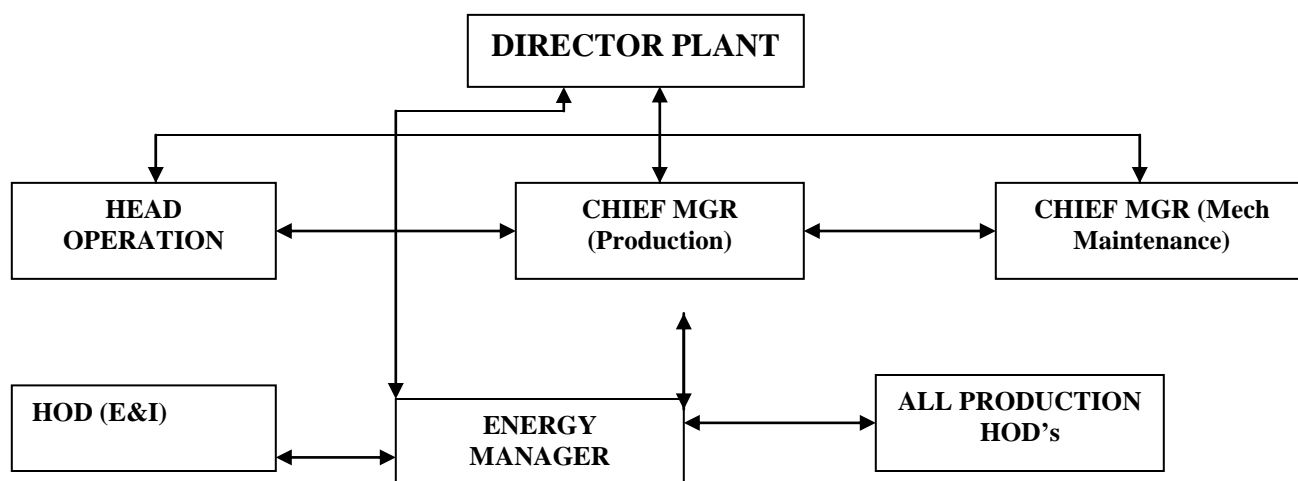 DIRECTOR PLANT
HEAD
OPERATION
CHIEF MGR
(Production)
CHIEF MGR (Mech
Maintenance)
HOD (E&I)
ENERGY
MANAGER
ALL PRODUCTION
HOD’s